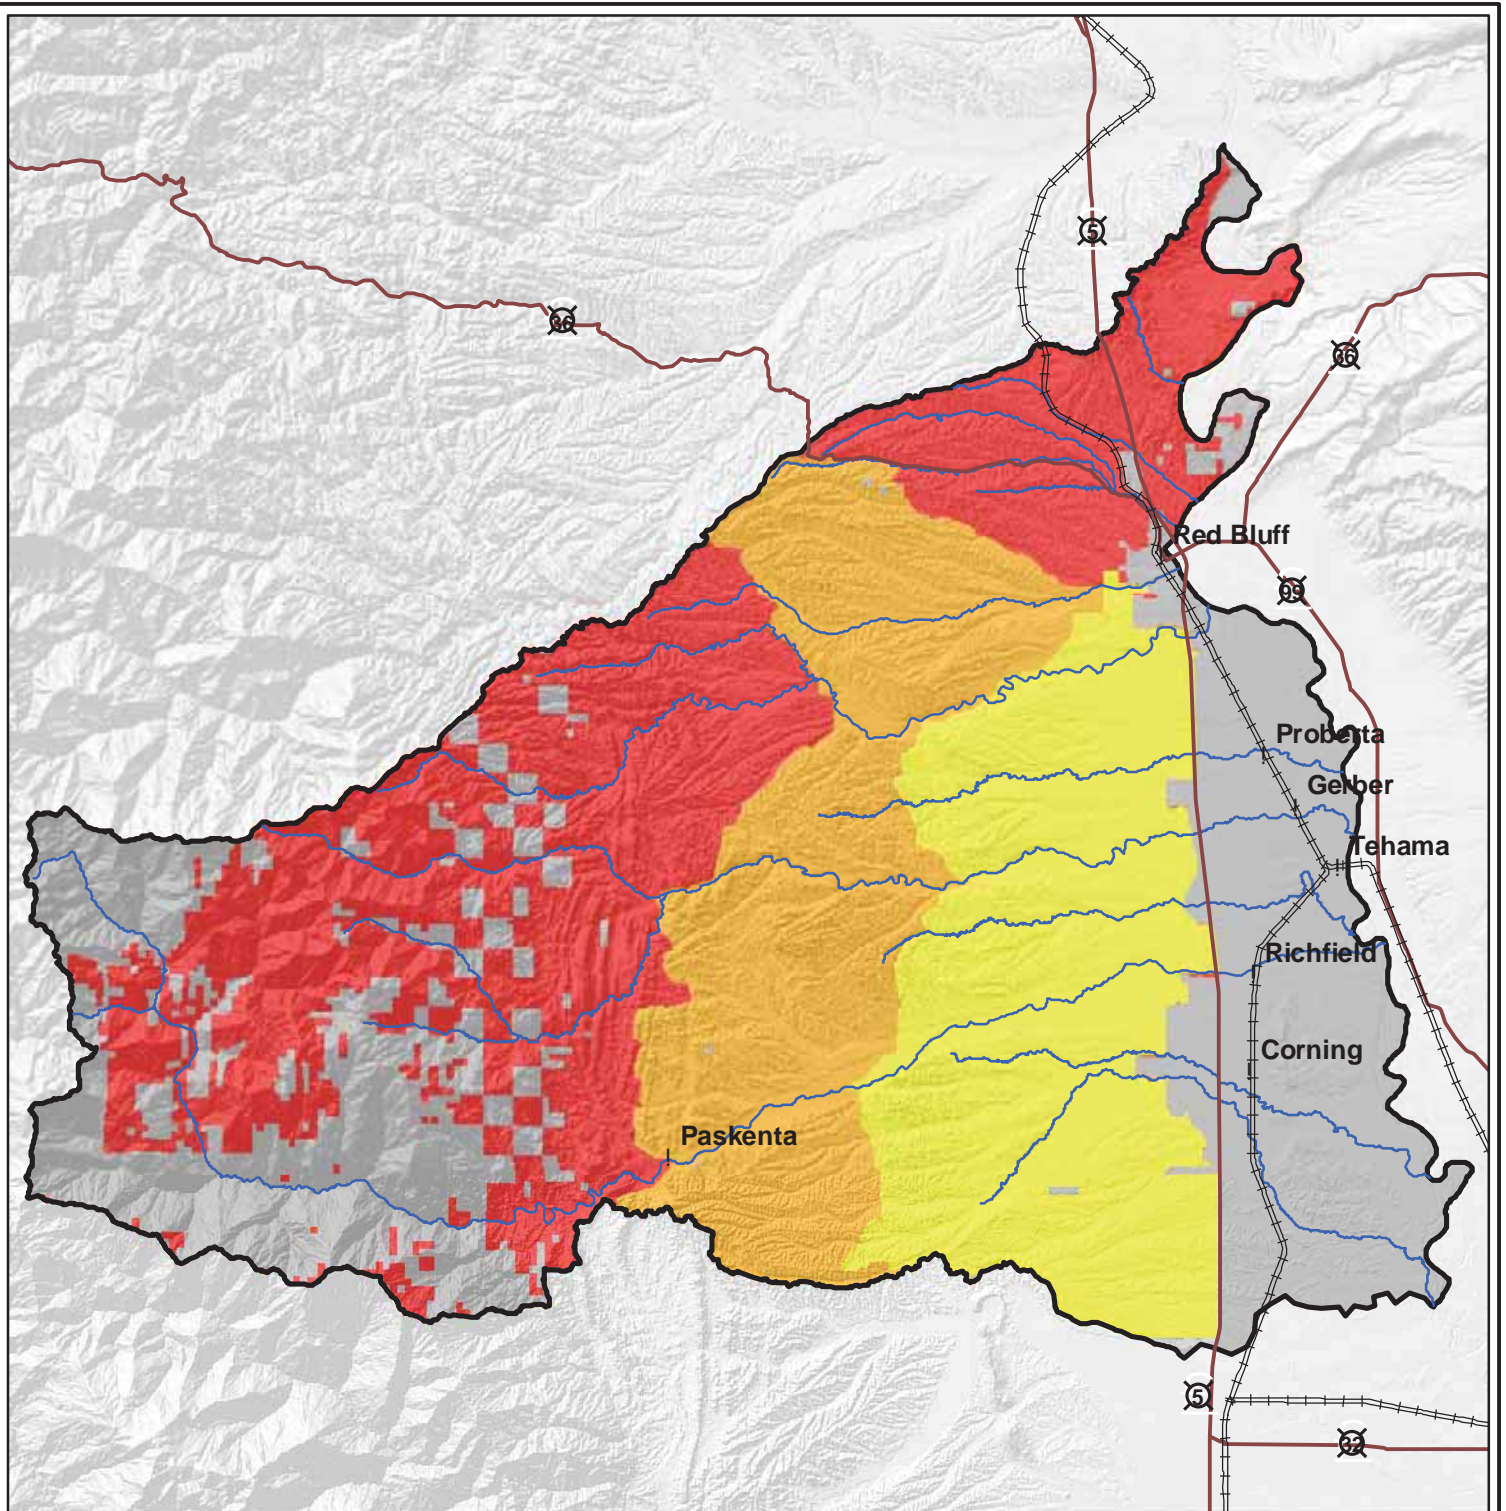 5
36
36
Red Bluff
99
Proberta
Gerber
Tehama
Richfield
Corning
Paskenta
5
32